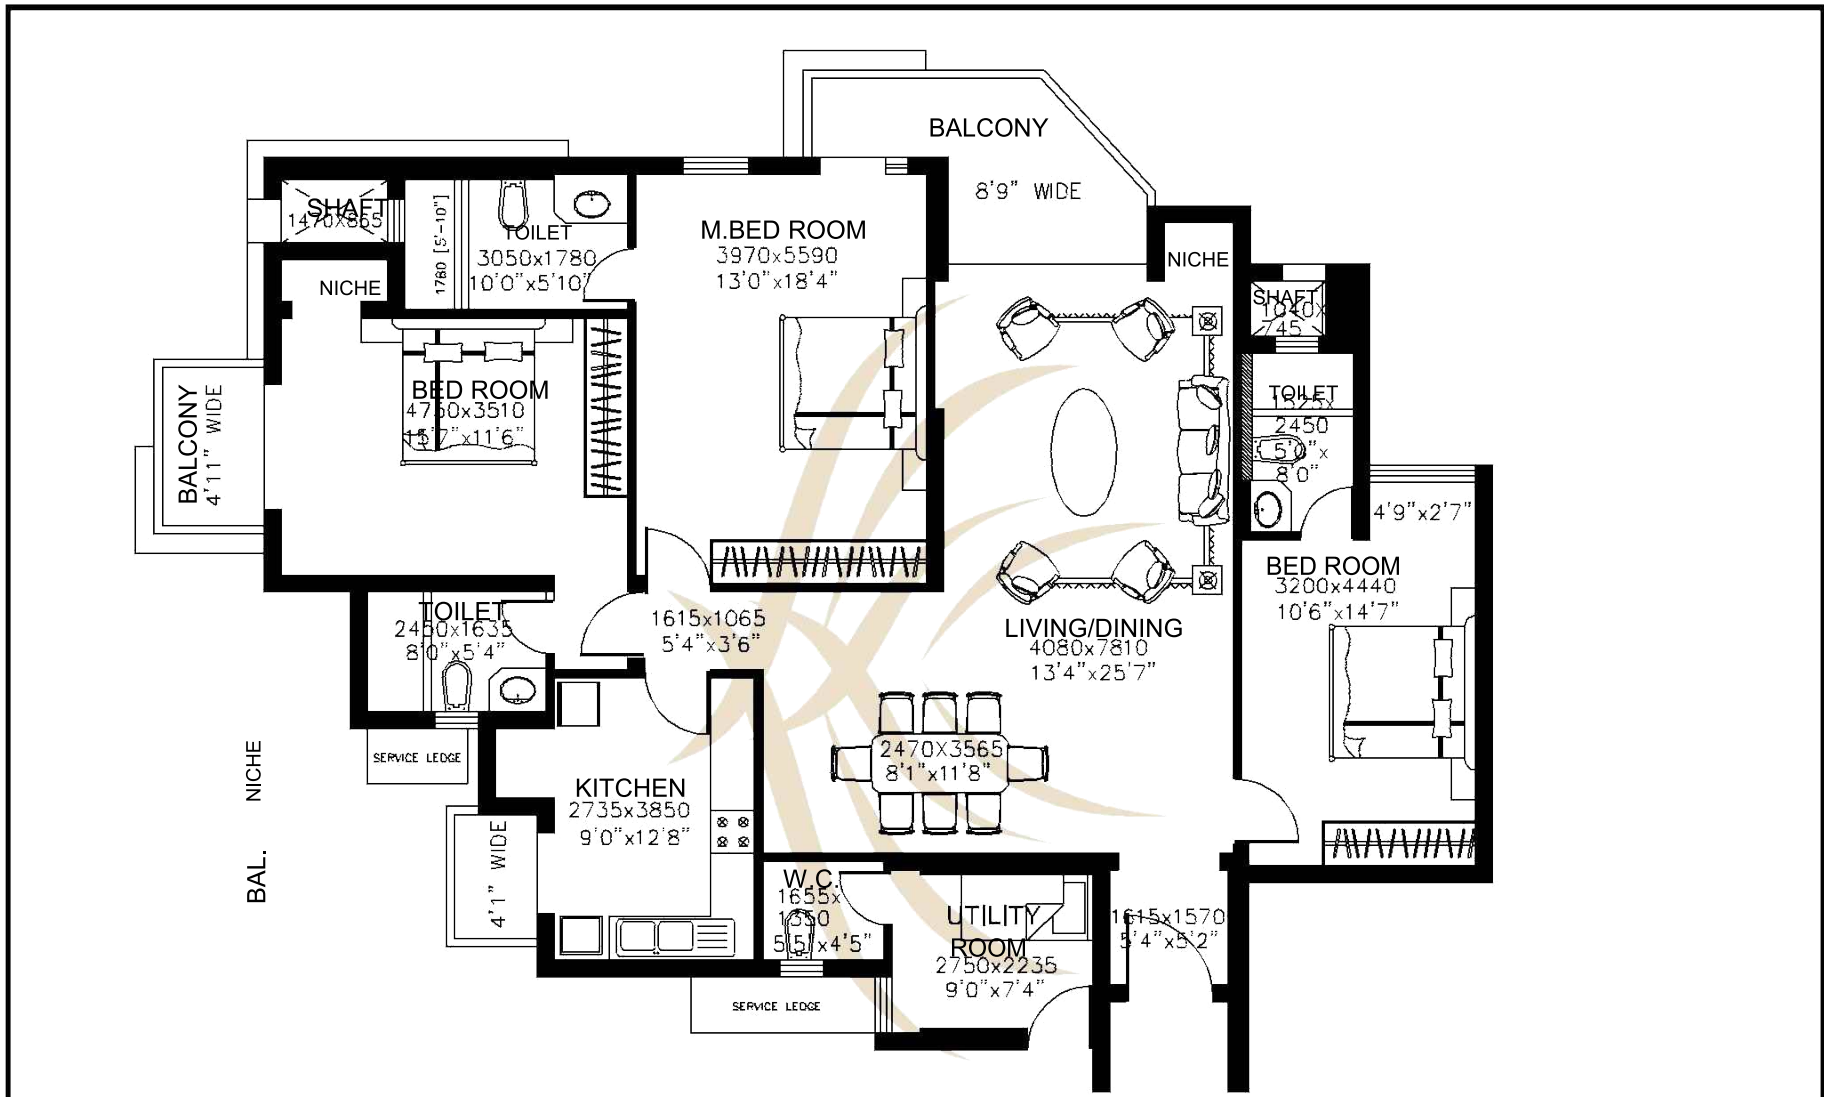 BALCONY
8'9" WIDE
SHAFT
1470X865
NICHE
1780 [5'-10"]
TOILET
3050x1780
10'0"x5'10"
M.BED ROOM
3970x5590
13'0"x18'4"
NICHE
SHAFT
1040X
745
BALCONY
4'11" WIDE
BED ROOM
4750x3510
15'7"x11'6"
TOILET
1525x
2450
5'0" x
8'0"
4'9"x2'7"
BED ROOM
3200x4440
10'6"x14'7"
TOILET
2450x1635
8'0"x5'4"
1615x1065
5'4"x3'6"
LIVING/DINING
4080x7810
13'4"x25'7"
SERVICE LEDGE
2470X3565
8'1"x11'8"
KITCHEN
2735x3850
9'0"x12'8"
BAL. NICHE
4'1" WIDE
W.C.
1655x
1350
5'5"x4'5"
UTILITY
ROOM
2750x2235
9'0"x7'4"
1615x1570
5'4"x5'2"
SERVICE LEDGE